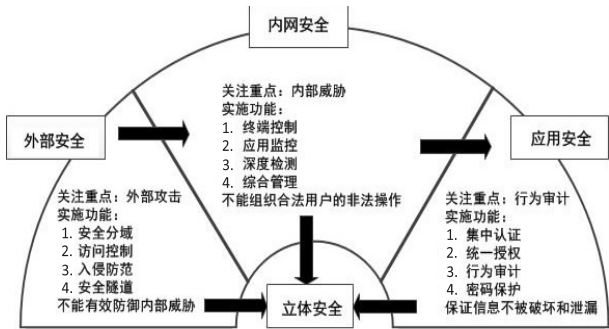 内网安全
关注重点：内部威胁
实施功能：
1. 终端控制
2. 应用监控
3. 深度检测
4. 综合管理
不能组织合法用户的非法操作
外部安全
关注重点：外部攻击
实施功能：
1. 安全分域
2. 访问控制
3. 入侵防范
4. 安全隧道
不能有效防御内部威胁
应用安全
关注重点：行为审计
实施功能：
1. 集中认证
2. 统一授权
3. 行为审计
4. 密码保护
保证信息不被破坏和泄漏
立体安全